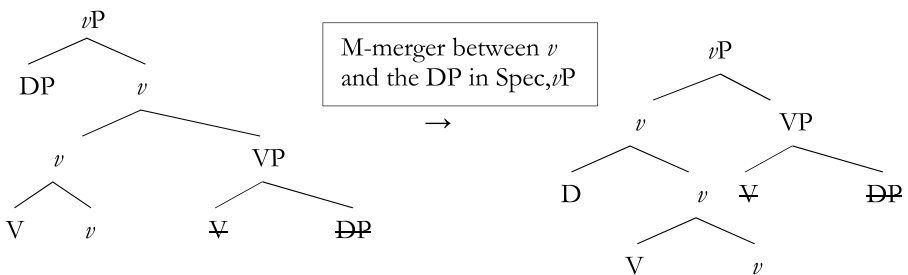 vP
DP v
v VP
V v V DP
M-merger between v
and the DP in Spec,vP
→
vP
v VP
D v V DP
V v